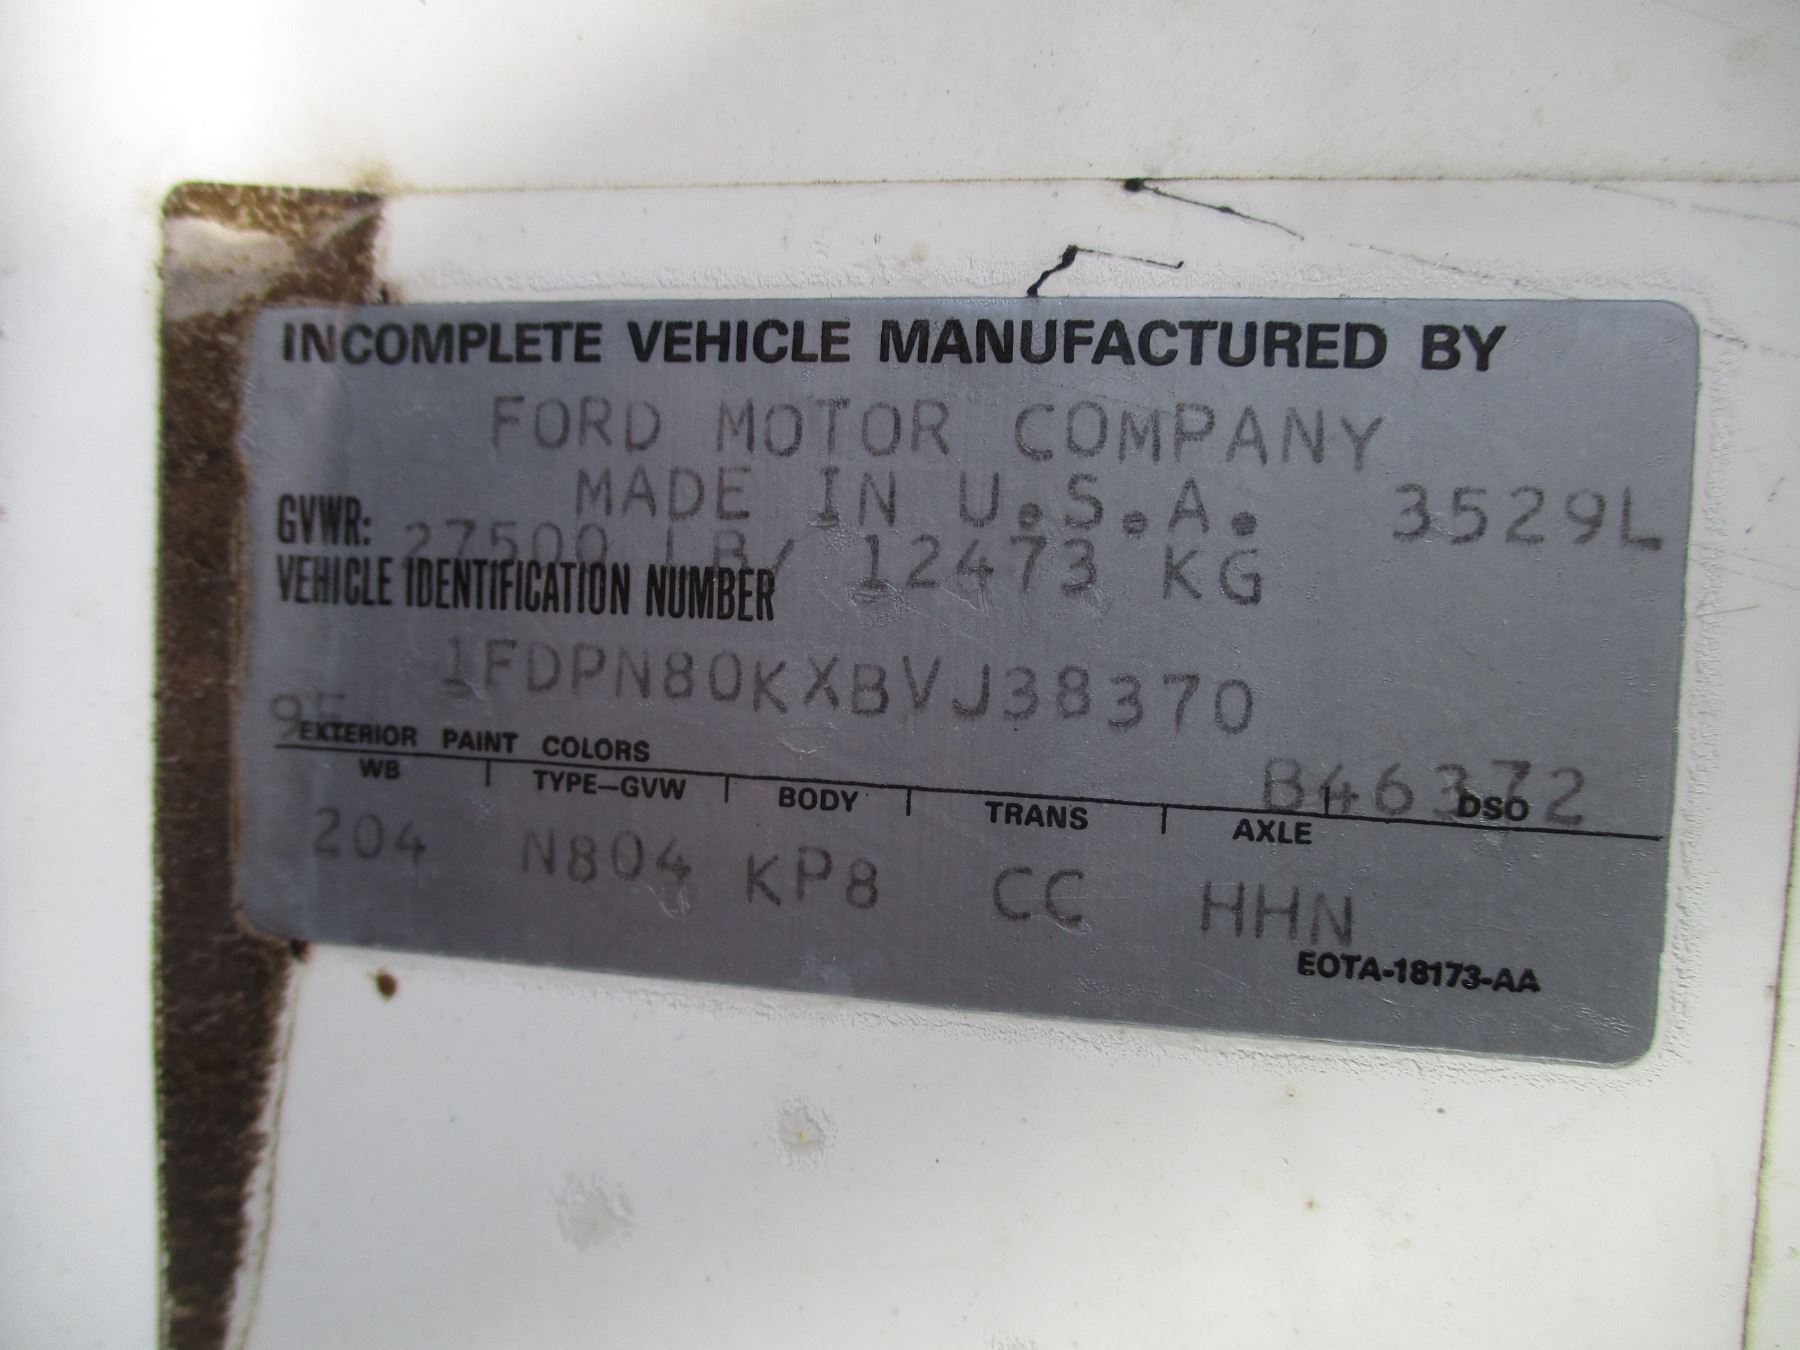 INCOMPLETE VEHICLE MANUFACTURED BY
FORD MOTOR COMPANY
MADE IN U.S.A. 3529L
GVWR: 27500 LB/ 12473 KG
VEHICLE IDENTIFICATION NUMBER
1FDPN80KXBVJ38370
EXTERIOR PAINT COLORS B46372 DSO
WB TYPE-GVW BODY TRANS AXLE
204 N804 KP8 CC HHN
EOTA-18173-AA